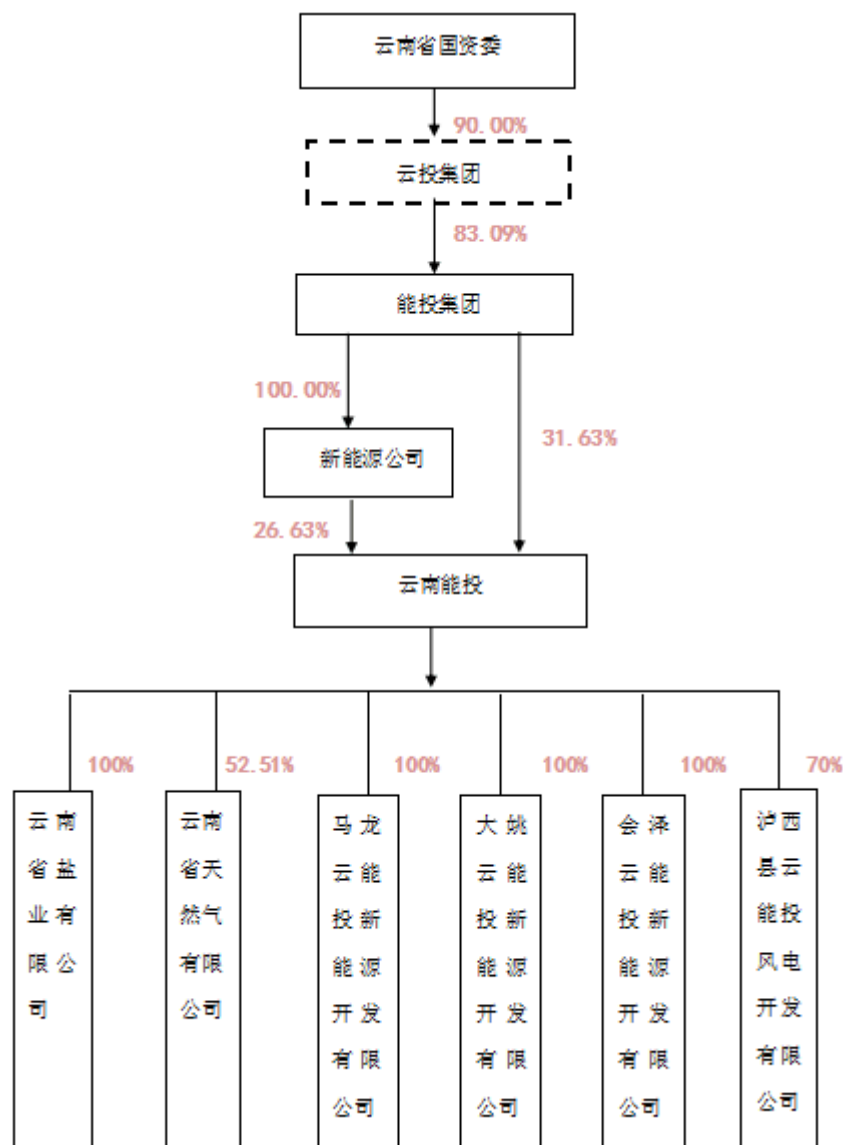 云南省国资委
90.00%
云投集团
83.09%
能投集团
100.00%
31.63%
新能源公司
26.63%
云南能投
100%
52.51%
100%
100%
100%
70%
云南
省盐
业有
限公
司
云南
省天
然气
有限
公司
马龙
云能
投新
能源
开发
有限
公司
大姚
云能
投新
能源
开发
有限
公司
会泽
云能
投新
能源
开发
有限
公司
泸西
县云
能投
风电
开发
有限
公司